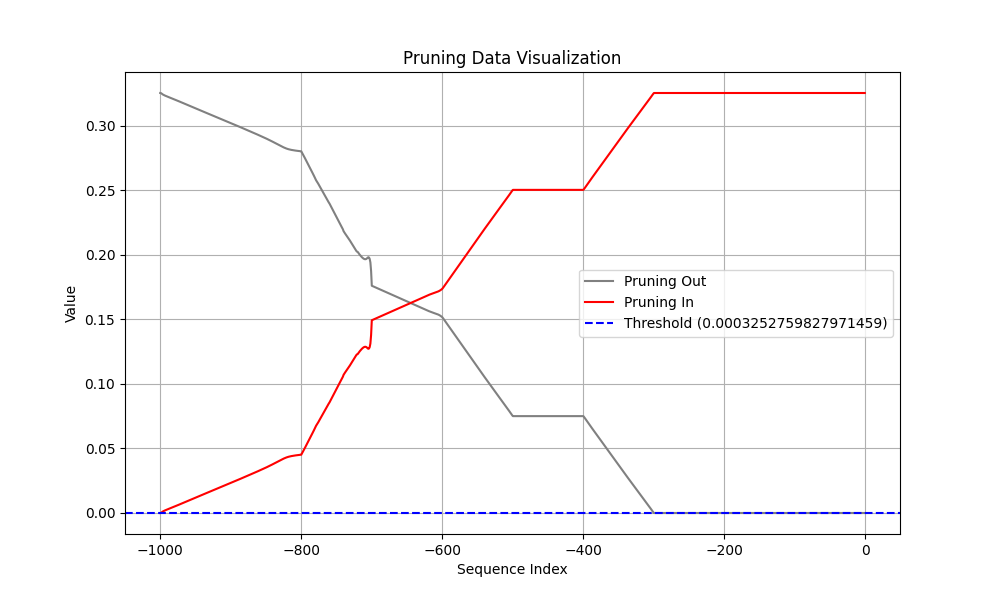 Pruning Data Visualization
Value
0.30
0.25
0.20
0.15
0.10
0.05
0.00
Pruning Out
Pruning In
Threshold (0.0003252759827971459)
−1000 −800 −600 −400 −200 0
Sequence Index